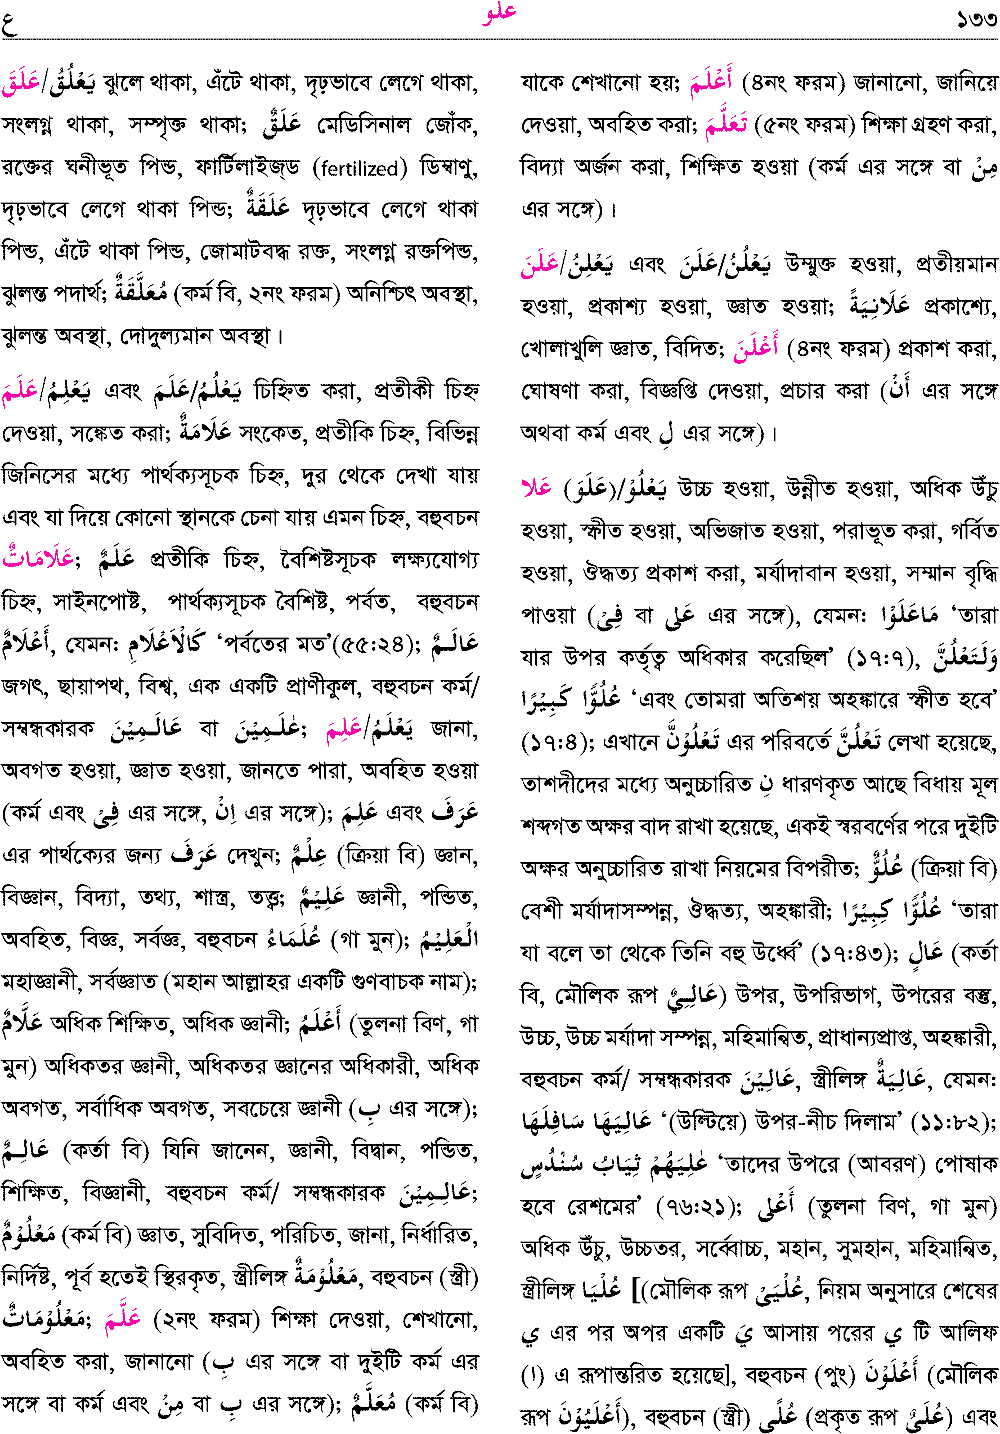 ع علو ১৩৩
عَلَقَ/يَعْلُقُ ঝুলে থাকা, এঁটে থাকা, দৃঢ়ভাবে লেগে থাকা,
সংলগ্ন থাকা, সম্পৃক্ত থাকা; عَلَقٌ মেডিসিনাল জোঁক,
রক্তের ঘনীভূত পিন্ড, ফার্টিলাইজ্ড (fertilized) ডিম্বাণু,
দৃঢ়ভাবে লেগে থাকা পিন্ড; عَلَقَةٌ দৃঢ়ভাবে লেগে থাকা
পিন্ড, এঁটে থাকা পিন্ড, জোমাটবদ্ধ রক্ত, সংলগ্ন রক্তপিন্ড,
ঝুলন্ত পদার্থ; مُعَلَّقَةٌ (কর্ম বি, ২নং ফরম) অনিশ্চিৎ অবস্থা,
ঝুলন্ত অবস্থা, দোদুল্যমান অবস্থা।
عَلَمَ/يَعْلِمُ এবং عَلَمَ/يَعْلُمُ চিহ্নিত করা, প্রতীকী চিহ্ন
দেওয়া, সঙ্কেত করা; عَلَامَةٌ সংকেত, প্রতীকি চিহ্ন, বিভিন্ন
জিনিসের মধ্যে পার্থক্যসূচক চিহ্ন, দুর থেকে দেখা যায়
এবং যা দিয়ে কোনো স্থানকে চেনা যায় এমন চিহ্ন, বহুবচন
عَلَامَاتٌ; عَلَمٌ প্রতীকি চিহ্ন, বৈশিষ্টসূচক লক্ষ্যযোগ্য
চিহ্ন, সাইনপোষ্ট, পার্থক্যসূচক বৈশিষ্ট, পর্বত, বহুবচন
أَعْلَامٌ, যেমন: كَالْاَعْلَامِ ‘পর্বতের মত’(৫৫:২৪); عَالَـمٌ
জগৎ, ছায়াপথ, বিশ্ব, এক একটি প্রাণীকুল, বহুবচন কর্ম/
সম্বন্ধকারক عَالَـمِيْنَ বা عٰلَـمِيْنَ; عَلِمَ/يَعْلَمُ জানা,
অবগত হওয়া, জ্ঞাত হওয়া, জানতে পারা, অবহিত হওয়া
(কর্ম এবং فِيْ এর সঙ্গে, اِنْ এর সঙ্গে); عَلِمَ এবং عَرَفَ
এর পার্থক্যের জন্য عَرَفَ দেখুন; عِلْمٌ (ক্রিয়া বি) জ্ঞান,
বিজ্ঞান, বিদ্যা, তথ্য, শাস্ত্র, তত্ত্ব; عَلِيْمٌ জ্ঞানী, পন্ডিত,
অবহিত, বিজ্ঞ, সর্বজ্ঞ, বহুবচন عُلَمَاءُ (গা মুন); الْعَلِيْمُ
মহাজ্ঞানী, সর্বজ্ঞাত (মহান আল্লাহর একটি গুণবাচক নাম);
عَلَّامٌ অধিক শিক্ষিত, অধিক জ্ঞানী; أَعْلَمُ (তুলনা বিণ, গা
মুন) অধিকতর জ্ঞানী, অধিকতর জ্ঞানের অধিকারী, অধিক
অবগত, সর্বাধিক অবগত, সবচেয়ে জ্ঞানী (بِ এর সঙ্গে);
عَالِـمٌ (কর্তা বি) যিনি জানেন, জ্ঞানী, বিদ্বান, পন্ডিত,
শিক্ষিত, বিজ্ঞানী, বহুবচন কর্ম/ সম্বন্ধকারক عَالِـمِيْنَ;
مَعْلُوْمٌ (কর্ম বি) জ্ঞাত, সুবিদিত, পরিচিত, জানা, নির্ধারিত,
নির্দিষ্ট, পূর্ব হতেই স্থিরকৃত, স্ত্রীলিঙ্গ مَعْلُوْمَةٌ, বহুবচন (স্ত্রী)
مَعْلُوْمَاتٌ; عَلَّمَ (২নং ফরম) শিক্ষা দেওয়া, শেখানো,
অবহিত করা, জানানো (بِ এর সঙ্গে বা দুইটি কর্ম এর
সঙ্গে বা কর্ম এবং مِنْ বা بِ এর সঙ্গে); مُعَلَّمٌ (কর্ম বি)
যাকে শেখানো হয়; أَعْلَمَ (৪নং ফরম) জানানো, জানিয়ে
দেওয়া, অবহিত করা; تَعَلَّمَ (৫নং ফরম) শিক্ষা গ্রহণ করা,
বিদ্যা অর্জন করা, শিক্ষিত হওয়া (কর্ম এর সঙ্গে বা مِنْ
এর সঙ্গে)।
عَلَنَ/يَعْلِنُ এবং عَلَنَ/يَعْلُنُ উম্মুক্ত হওয়া, প্রতীয়মান
হওয়া, প্রকাশ্য হওয়া, জ্ঞাত হওয়া; عَلَانِيَةً প্রকাশ্যে,
খোলাখুলি জ্ঞাত, বিদিত; أَعْلَنَ (৪নং ফরম) প্রকাশ করা,
ঘোষণা করা, বিজ্ঞপ্তি দেওয়া, প্রচার করা (أَنْ এর সঙ্গে
অথবা কর্ম এবং لِ এর সঙ্গে)।
عَلا (عَلَوَ)/يَعْلُوْ উচ্চ হওয়া, উন্নীত হওয়া, অধিক উঁচু
হওয়া, স্ফীত হওয়া, অভিজাত হওয়া, পরাভূত করা, গর্বিত
হওয়া, ঔদ্ধত্য প্রকাশ করা, মর্যাদাবান হওয়া, সম্মান বৃদ্ধি
পাওয়া (فِيْ বা عَلٰى এর সঙ্গে), যেমন: مَاعَلَوْا ‘তারা
যার উপর কর্তৃত্ব অধিকার করেছিল’ (১৭:৭), وَلَتَعْلُنَّ
عُلُوًّا كَبِيْرًا ‘এবং তোমরা অতিশয় অহঙ্কারে স্ফীত হবে’
(১৭:৪); এখানে تَعْلُوْنَّ এর পরিবর্তে تَعْلُنَّ লেখা হয়েছে,
তাশদীদের মধ্যে অনুচ্চারিত نِ ধারণকৃত আছে বিধায় মূল
শব্দগত অক্ষর বাদ রাখা হয়েছে, একই স্বরবর্ণের পরে দুইটি
অক্ষর অনুচ্চারিত রাখা নিয়মের বিপরীত; عُلُوٌّ (ক্রিয়া বি)
বেশী মর্যাদাসম্পন্ন, ঔদ্ধত্য, অহঙ্কারী; عُلُوًّا كَبِيْرًا ‘তারা
যা বলে তা থেকে তিনি বহু উর্ধ্বে’ (১৭:৪৩); عَالٍ (কর্তা
বি, মৌলিক রূপ عَالِـيٌ) উপর, উপরিভাগ, উপরের বস্তু,
উচ্চ, উচ্চ মর্যাদা সম্পন্ন, মহিমান্বিত, প্রাধান্যপ্রাপ্ত, অহঙ্কারী,
বহুবচন কর্ম/ সম্বন্ধকারক عَالِيْنَ, স্ত্রীলিঙ্গ عَالِيَةٌ, যেমন:
عَالِيَهَا سَافِلَهَا ‘(উল্টিয়ে) উপর-নীচ দিলাম’ (১১:৮২);
عٰلِيَهُمْ ثِيَابُ سُنْدُسٍ ‘তাদের উপরে (আবরণ) পোষাক
হবে রেশমের’ (৭৬:২১); أَعْلٰى (তুলনা বিণ, গা মুন)
অধিক উঁচু, উচ্চতর, সর্ব্বোচ্চ, মহান, সুমহান, মহিমান্বিত,
স্ত্রীলিঙ্গ عُلْيَا [(মৌলিক রূপ عُلْيَيْ, নিয়ম অনুসারে শেষের
ي এর পর অপর একটি يَ আসায় পরের ي টি আলিফ
(ا) এ রূপান্তরিত হয়েছে], বহুবচন (পুং) أَعْلَوْنَ (মৌলিক
রূপ أَعْلَيُوْنَ), বহুবচন (স্ত্রী) عُلًى (প্রকৃত রূপ عُلَيٌ) এবং